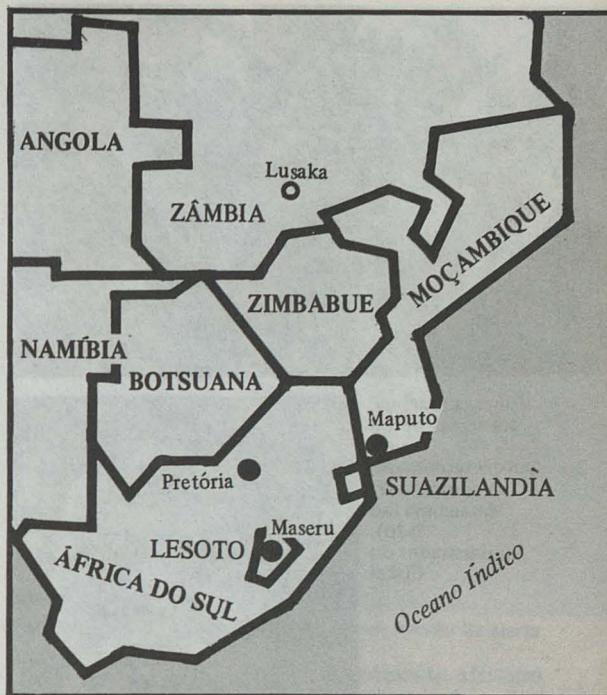 ANGOLA
Lusaka
ZÂMBIA
MOÇAMBIQUE
ZIMBABUE
NAMÍBIA
BOTSUANA
Maputo
Pretória
SUAZILANDÌA
Maseru
LESOTO
ÁFRICA DO SUL
Oceano Índico